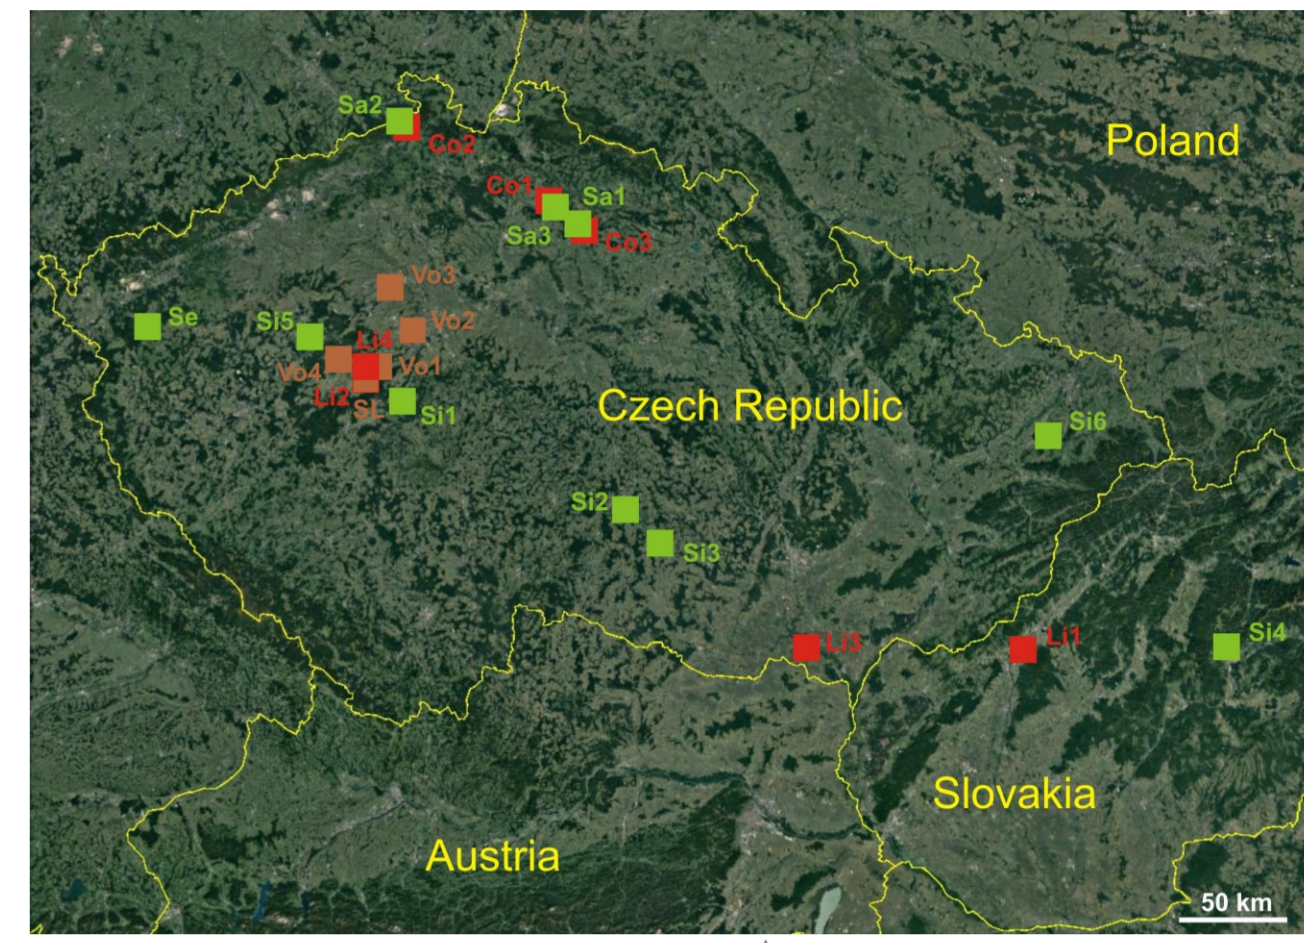 Sa2
Co2
Poland
Co1
Sa1
Sa3
Co3
Vo3
Se
Si5
Vo2
Li4
Vo4
Vo1
Li2
SL
Si1
Czech Republic
Si6
Si2
Si3
Li3
Li1
Si4
Slovakia
Austria
50 km